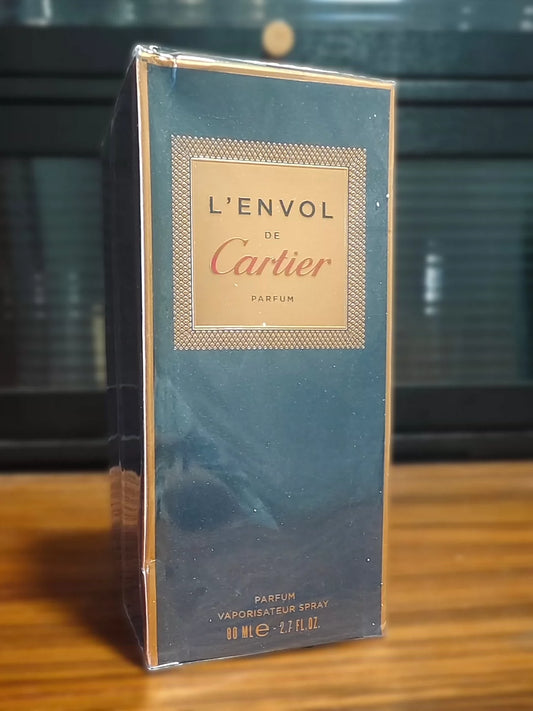 L'ENVOL
DE
Cartier
PARFUM
PARFUM
VAPORISATEUR SPRAY
80 ML e - 2.7 FL.OZ.